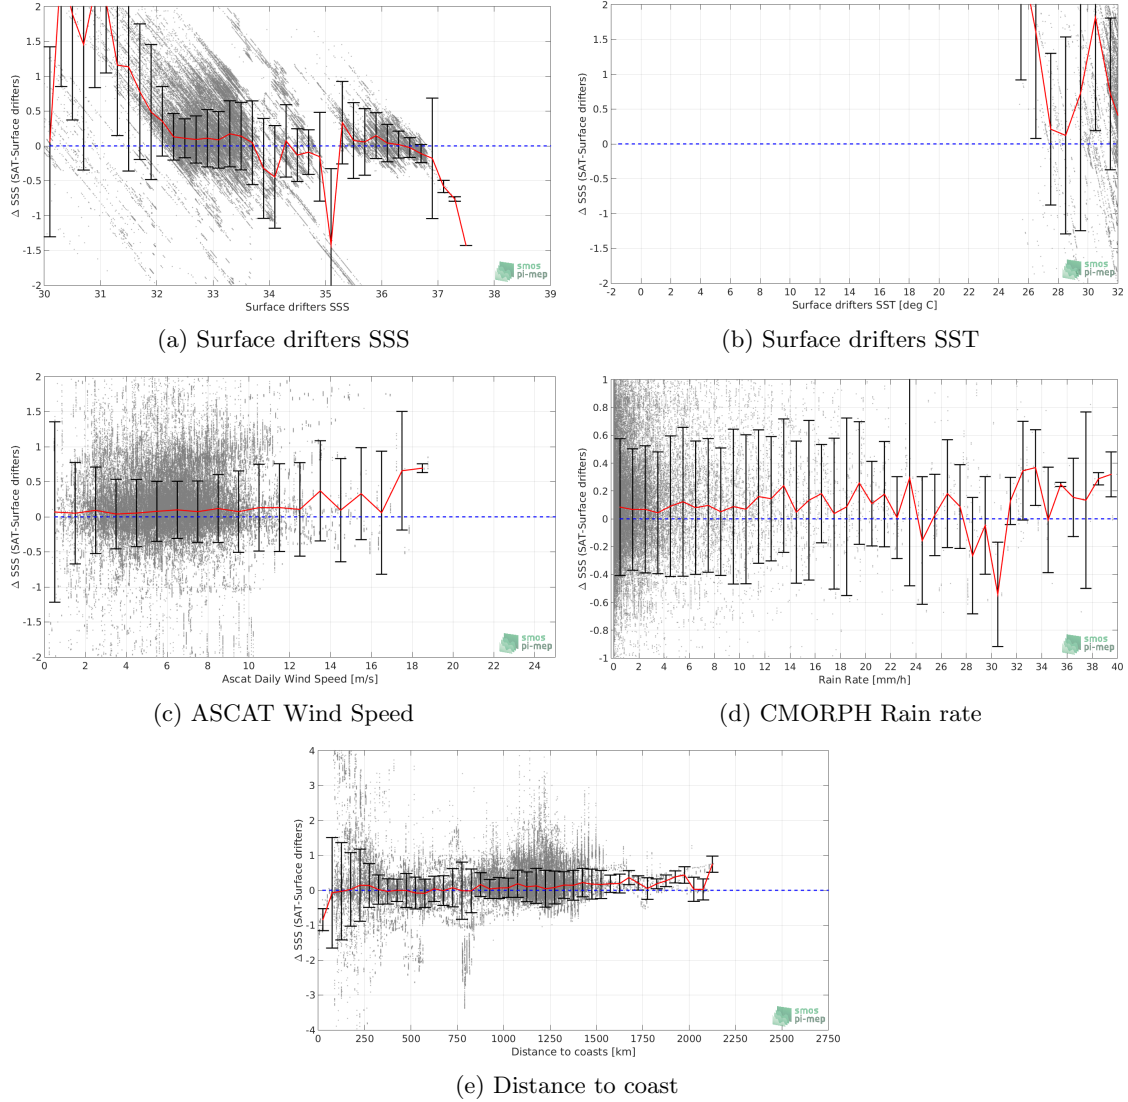 2
1.5
1
0.5
0
-0.5
-1
-1.5
-2
Δ SSS (SAT-Surface drifters)
30 31 32 33 34 35 36 37 38 39
Surface drifters SSS
smos
pi-mep
(a) Surface drifters SSS
2
1.5
1
0.5
0
-0.5
-1
-1.5
-2
Δ SSS (SAT-Surface drifters)
-2 0 2 4 6 8 10 12 14 16 18 20 22 24 26 28 30 32
Surface drifters SST [deg C]
smos
pi-mep
(b) Surface drifters SST
2
1.5
1
0.5
0
-0.5
-1
-1.5
-2
Δ SSS (SAT-Surface drifters)
0 2 4 6 8 10 12 14 16 18 20 22 24
Ascat Daily Wind Speed [m/s]
smos
pi-mep
(c) ASCAT Wind Speed
1
0.8
0.6
0.4
0.2
0
-0.2
-0.4
-0.6
-0.8
-1
Δ SSS (SAT-Surface drifters)
0 2 4 6 8 10 12 14 16 18 20 22 24 26 28 30 32 34 36 38 40
Rain Rate [mm/h]
smos
pi-mep
(d) CMORPH Rain rate
4
3
2
1
0
-1
-2
-3
-4
Δ SSS (SAT-Surface drifters)
0 250 500 750 1000 1250 1500 1750 2000 2250 2500 2750
Distance to coasts [km]
smos
pi-mep
(e) Distance to coast